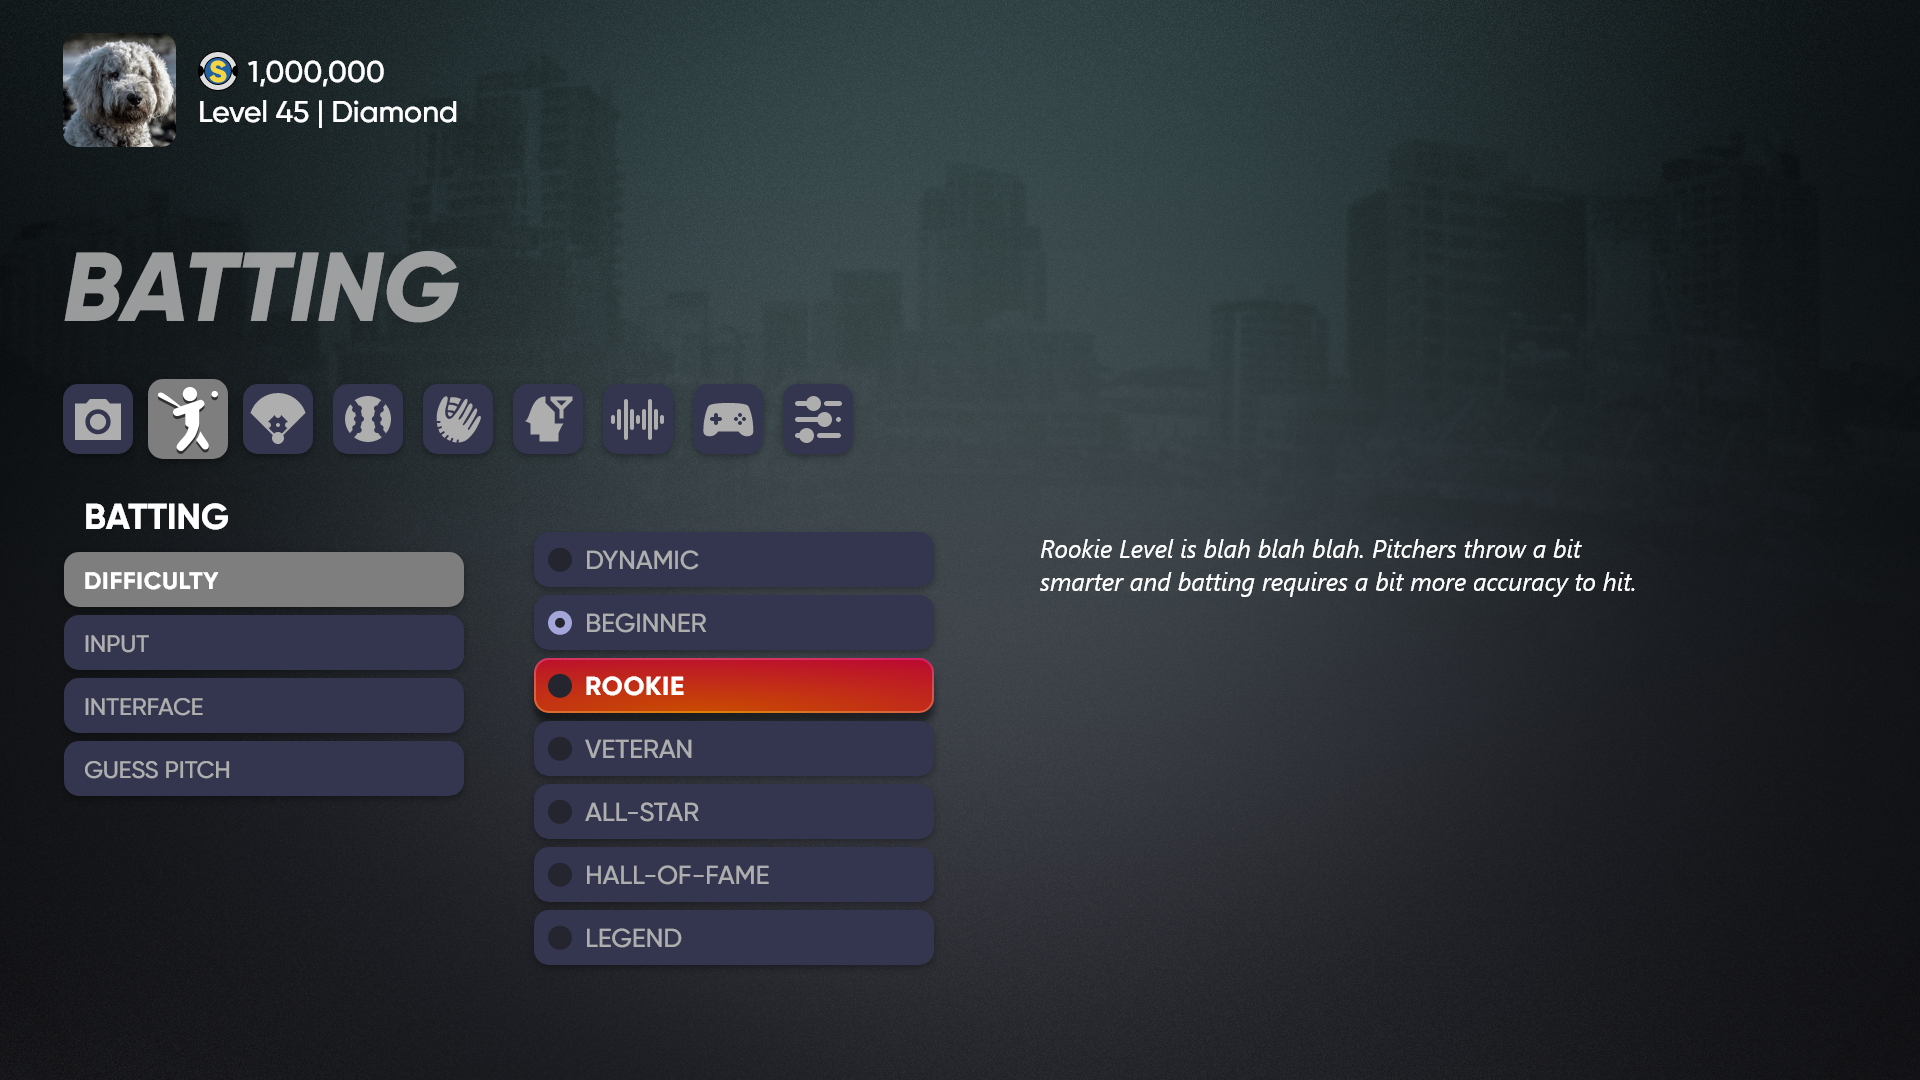 S 1,000,000
Level 45 | Diamond
BATTING
BATTING
DIFFICULTY
INPUT
INTERFACE
GUESS PITCH
DYNAMIC
BEGINNER
ROOKIE
VETERAN
ALL-STAR
HALL-OF-FAME
LEGEND
Rookie Level is blah blah blah. Pitchers throw a bit
smarter and batting requires a bit more accuracy to hit.